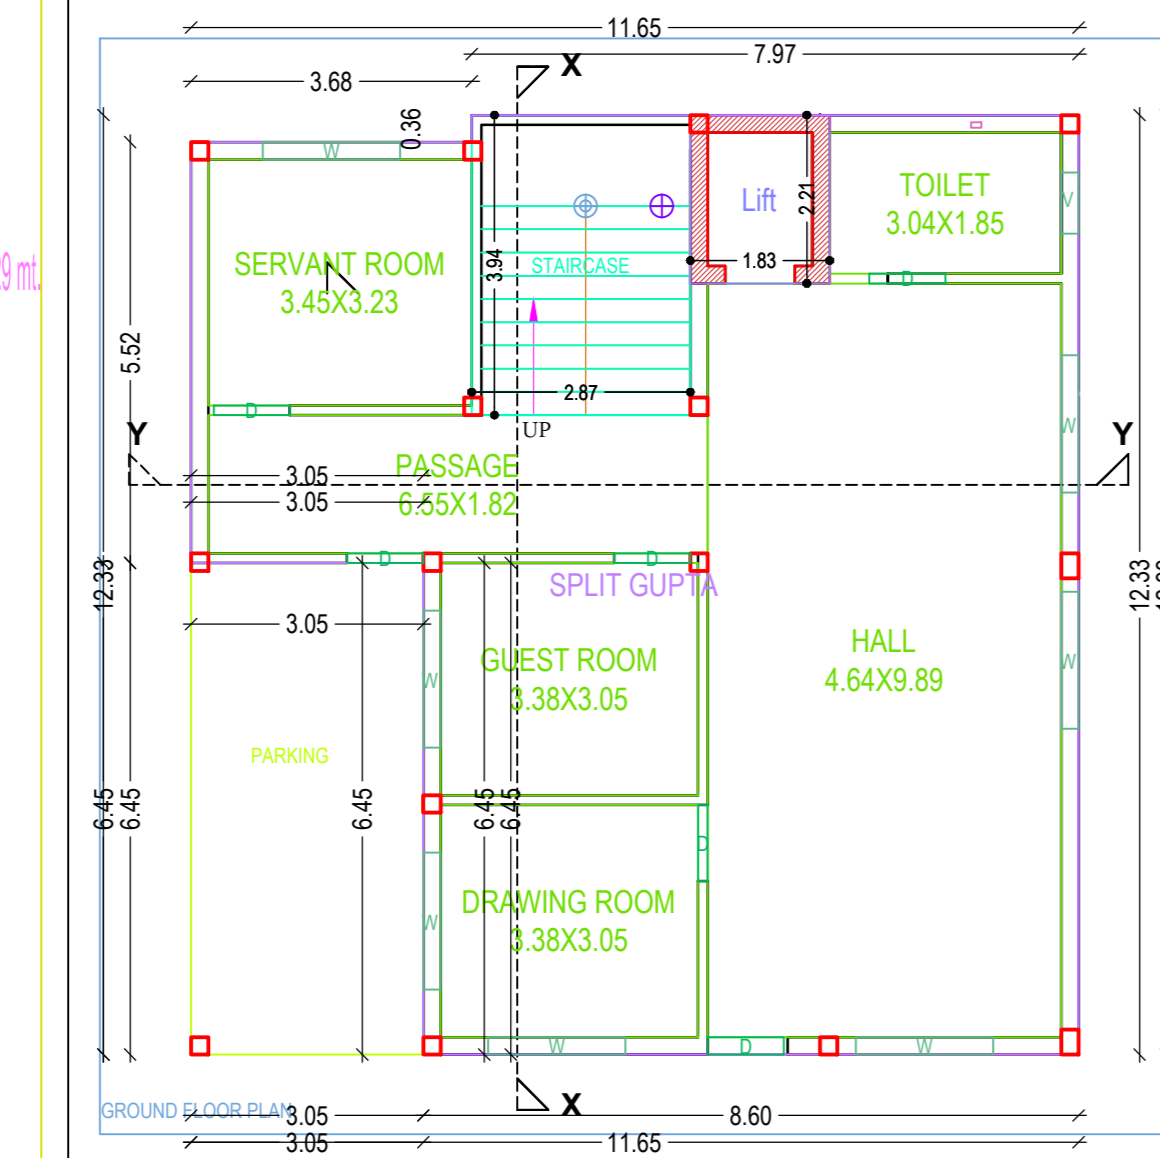 11.65
7.97
3.68
X
0.36
W
TOILET
3.04X1.85
V
Lift
2.21
1.83
D
SERVANT ROOM
3.45X3.23
STAIRCASE
3.94
29 mt.
5.52
2.87
D
W
UP
Y
Y
PASSAGE
6.55X1.82
3.05
3.05
D
D
SPLIT GUPTA
12.33
12.33
3.05
HALL
4.64X9.89
GUEST ROOM
3.38X3.05
W
W
PARKING
6.45
6.45
6.45
6.45
6.45
D
DRAWING ROOM
3.38X3.05
W
W
D
W
X
GROUND FLOOR PLAN
3.05
8.60
3.05
11.65